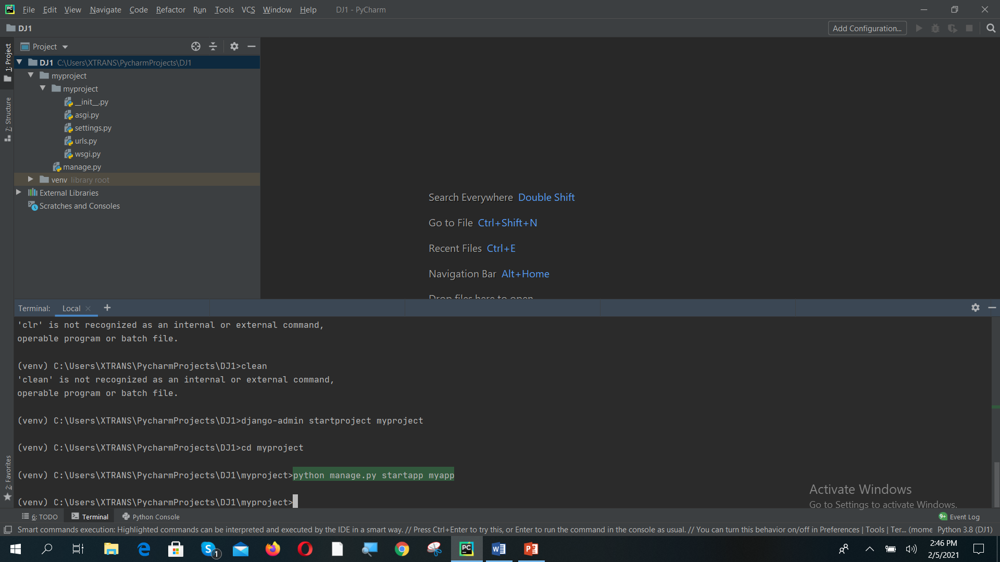 File Edit View Navigate Code Refactor Run Tools VCS Window Help DJ1 - PyCharm
DJ1 Add Configuration...
1: Project
Project
DJ1 C:\Users\XTRANS\PycharmProjects\DJ1
myproject
myproject
__init__.py
asgi.py
settings.py
urls.py
wsgi.py
manage.py
venv library root
External Libraries
Scratches and Consoles
7: Structure
Search Everywhere Double Shift
Go to File Ctrl+Shift+N
Recent Files Ctrl+E
Navigation Bar Alt+Home
Drop files here to open
Terminal: Local
'clr' is not recognized as an internal or external command,
operable program or batch file.
(venv) C:\Users\XTRANS\PycharmProjects\DJ1>clean
'clean' is not recognized as an internal or external command,
operable program or batch file.
(venv) C:\Users\XTRANS\PycharmProjects\DJ1>django-admin startproject myproject
(venv) C:\Users\XTRANS\PycharmProjects\DJ1>cd myproject
(venv) C:\Users\XTRANS\PycharmProjects\DJ1\myproject>python manage.py startapp myapp
(venv) C:\Users\XTRANS\PycharmProjects\DJ1\myproject>
2: Favorites
Activate Windows
Go to Settings to activate Windows.
6: TODO Terminal Python Console 9+ Event Log
Smart commands execution: Highlighted commands can be interpreted and executed by the IDE in a smart way. // Press Ctrl+Enter to try this, or Enter to run the command in the console as usual. // You can turn this behavior on/off in Preferences | Tools | Ter... (mome Python 3.8 (DJ1)
1
2:46 PM
2/5/2021